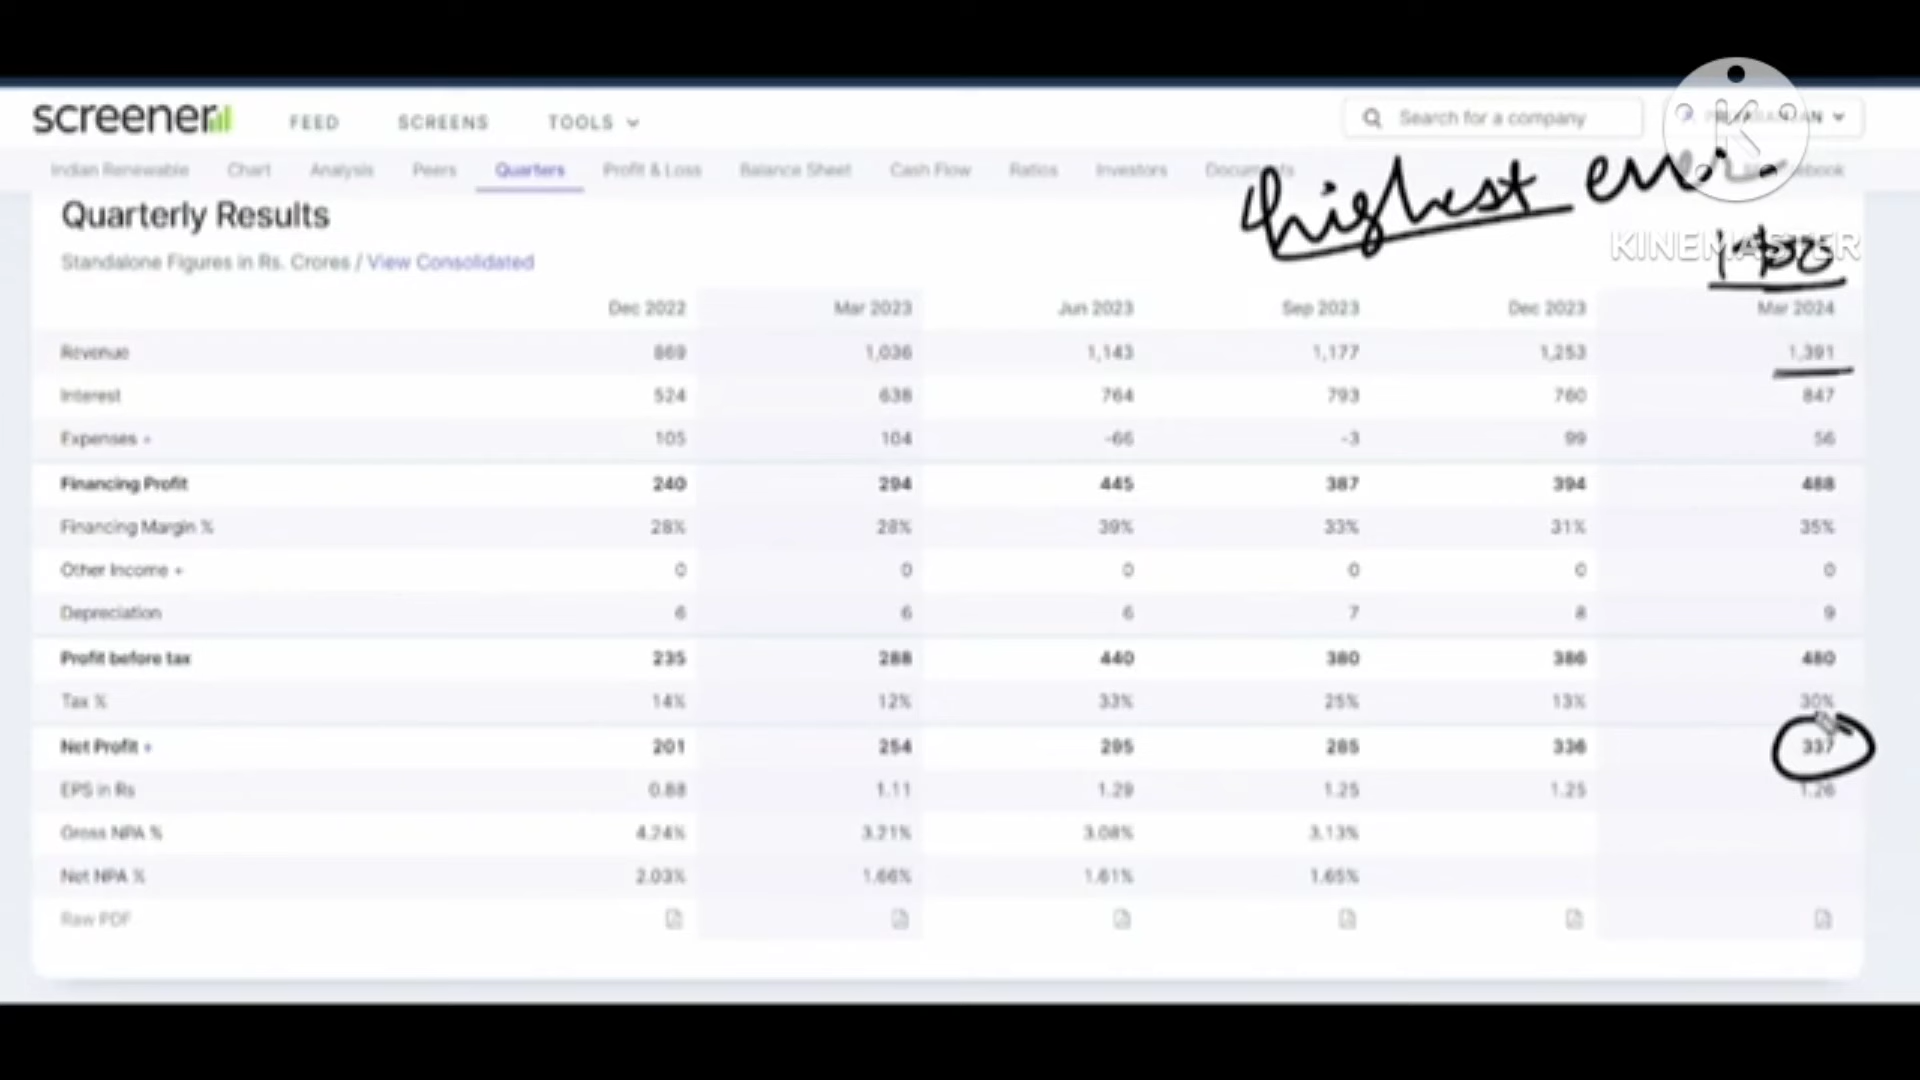 screener FEED SCREENS TOOLS Search for a company
Indian Renewable Chart Analysis Peers Quarters Profit & Loss Balance Sheet Cash Flow Ratios Investors Documents
highest
KINEMASTER
Quarterly Results
Standalone Figures in Rs. Crores / View Consolidated
Dec 2022 Mar 2023 Jun 2023 Sep 2023 Dec 2023 Mar 2024
Revenue 869 1,036 1,143 1,177 1,253 1,391
Interest 524 638 764 793 760 847
Expenses + 105 104 -66 -3 99 56
Financing Profit 240 294 445 387 394 488
Financing Margin % 28% 28% 39% 33% 31% 35%
Other Income + 0 0 0 0 0 0
Depreciation 6 6 6 7 8 9
Profit before tax 235 288 440 380 386 480
Tax % 14% 12% 33% 25% 13% 30%
Net Profit + 201 254 295 285 336 337
EPS in Rs 0.88 1.11 1.29 1.25 1.25 1.26
Gross NPA % 4.24% 3.21% 3.08% 3.13%
Net NPA % 2.03% 1.66% 1.61% 1.65%
Raw PDF